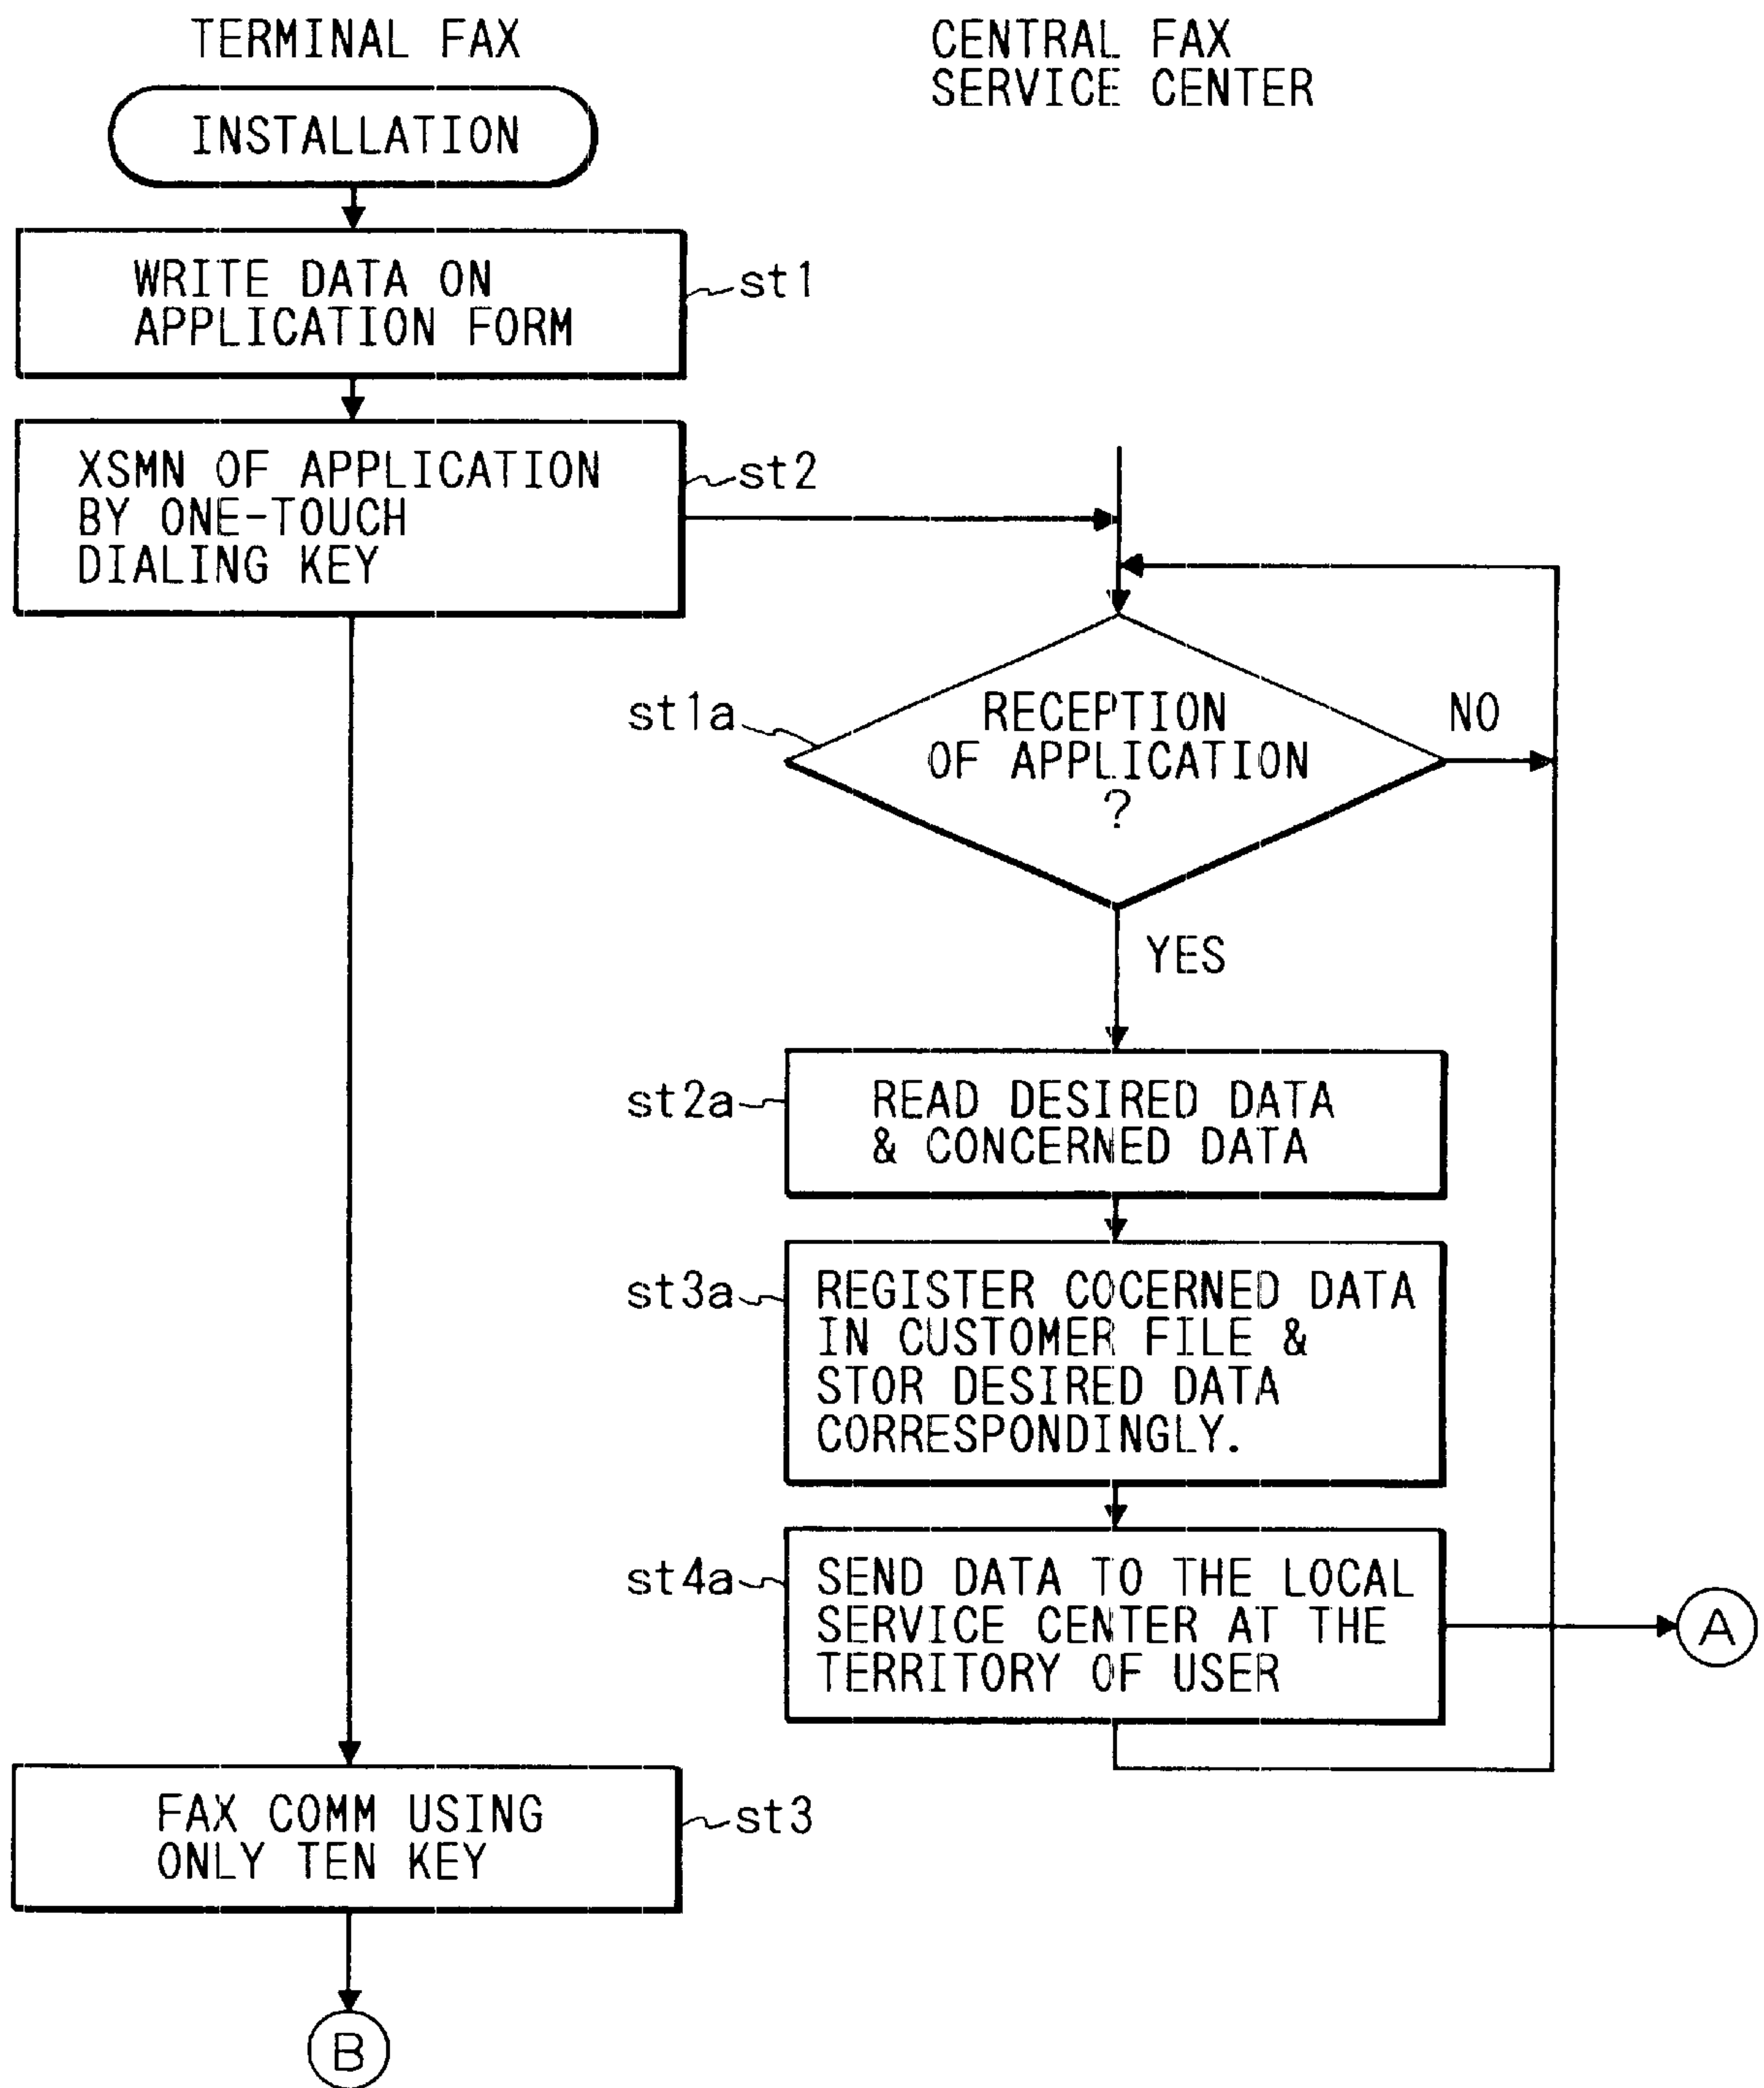 TERMINAL FAX
CENTRAL FAX
SERVICE CENTER
INSTALLATION
WRITE DATA ON
APPLICATION FORM
st1
XSMN OF APPLICATION
BY ONE-TOUCH
DIALING KEY
st2
st1a
RECEPTION
OF APPLICATION
?
NO
YES
st2a
READ DESIRED DATA
& CONCERNED DATA
st3a
REGISTER COCERNED DATA
IN CUSTOMER FILE &
STOR DESIRED DATA
CORRESPONDINGLY.
st4a
SEND DATA TO THE LOCAL
SERVICE CENTER AT THE
TERRITORY OF USER
A
FAX COMM USING
ONLY TEN KEY
st3
B